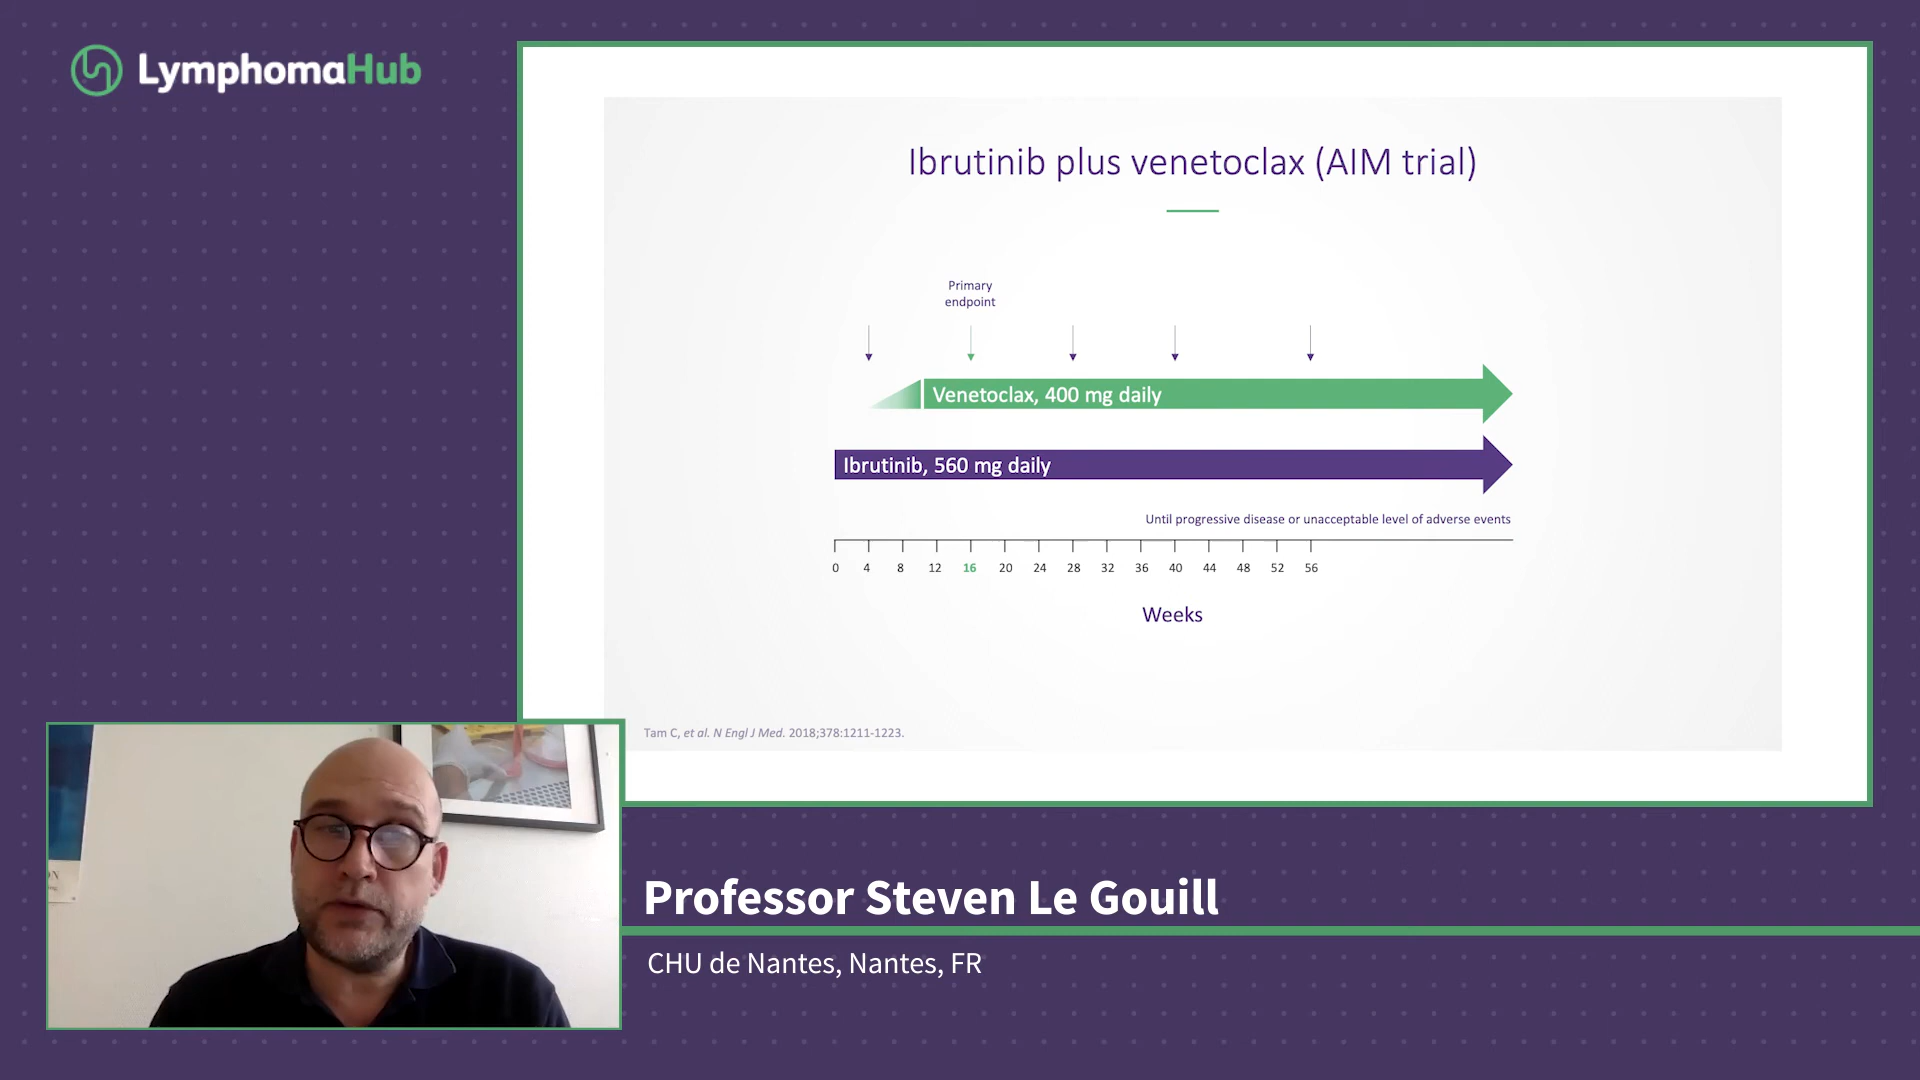 LymphomaHub
Ibrutinib plus venetoclax (AIM trial)
Primary
endpoint
Venetoclax, 400 mg daily
Ibrutinib, 560 mg daily
Until progressive disease or unacceptable level of adverse events
0 4 8 12 16 20 24 28 32 36 40 44 48 52 56
Weeks
Tam C, et al. N Engl J Med. 2018;378:1211-1223.
Professor Steven Le Gouill
CHU de Nantes, Nantes, FR